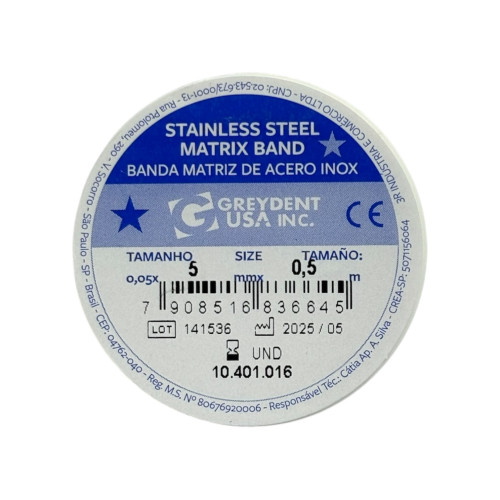 STAINLESS STEEL
MATRIX BAND
BANDA MATRIZ DE ACERO INOX
GREYDENT
USA INC.
CE
TAMANHO SIZE TAMAÑO:
0,05x 5 mmx 0,5 m
7 908516 836645
LOT 141536 2025 / 05
UND
10.401.016
3R INDUSTRIA E COMERCIO LTDA - CNPJ: 02.543.673/0001-13 - Rua Ptolomeu, 290 - V. Socorro - São Paulo - SP - Brasil - CEP: 04762-040 - Reg. M.S. Nº 80676920006 - Responsável Téc.: Cátia Ap. A. Silva - CREA-SP: 5071156064